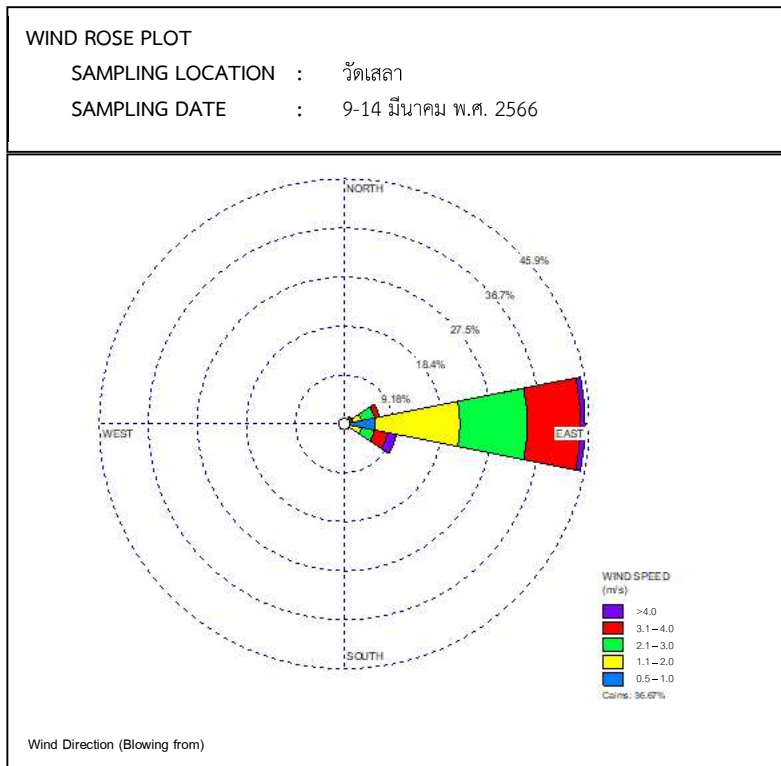 WIND ROSE PLOT
SAMPLING LOCATION : วัดเสลา
SAMPLING DATE : 9-14 มีนาคม พ.ศ. 2566
NORTH
45.9%
36.7%
27.5%
18.4%
9.18%
WEST
EAST
SOUTH
WIND SPEED
(m/s)
>4.0
3.1–4.0
2.1–3.0
1.1–2.0
0.5–1.0
Calms: 36.67%
Wind Direction (Blowing from)